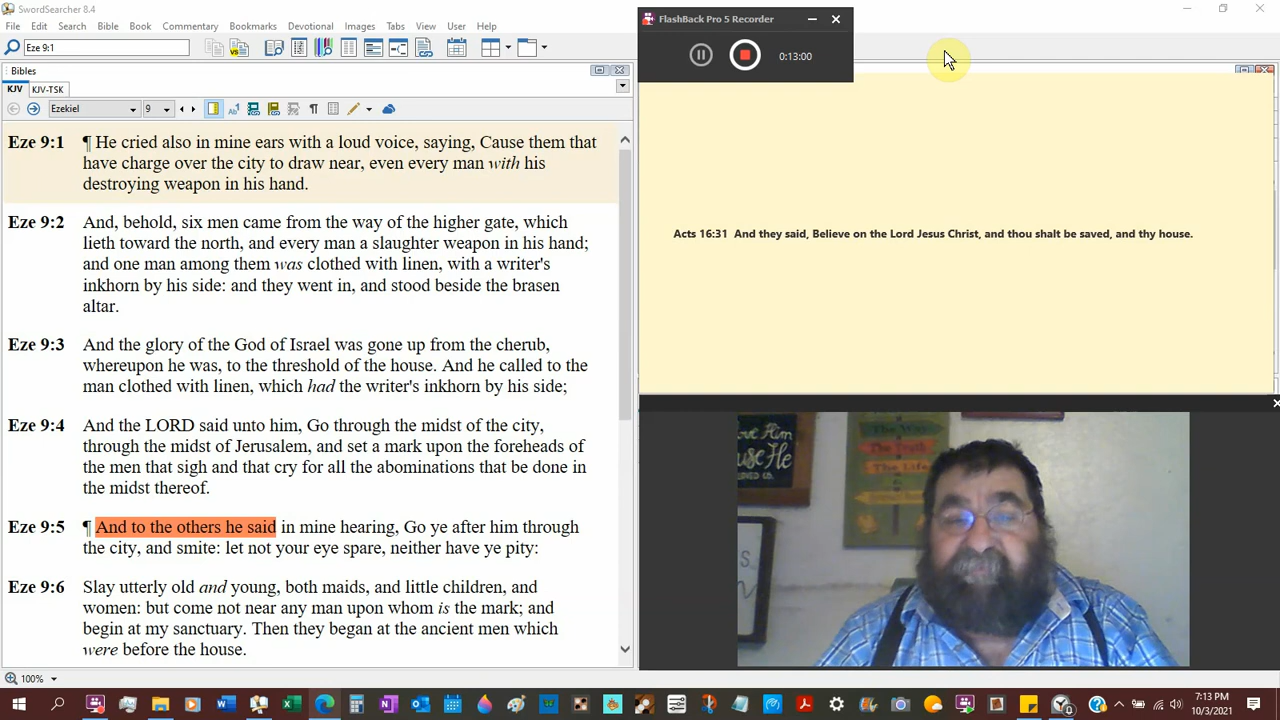 SwordSearcher 8.4
File Edit Search Books Bookmarks Devotional Images Tabs View Help
Eze 9:1
Bibles
KJV KJV-TSK
Ezekiel 9
Eze 9:1 ¶ He cried also in mine ears with a loud voice, saying, Cause them that
have charge over the city to draw near, even every man with his
destroying weapon in his hand.
Eze 9:2 And, behold, six men came from the way of the higher gate, which
lieth toward the north, and every man a slaughter weapon in his hand;
and one man among them was clothed with linen, with a writer's
inkhorn by his side: and they went in, and stood beside the brasen
altar.
Eze 9:3 And the glory of the God of Israel was gone up from the cherub,
whereupon he was, to the threshold of the house. And he called to the
man clothed with linen, which had the writer's inkhorn by his side;
Eze 9:4 And the LORD said unto him, Go through the midst of the city,
through the midst of Jerusalem, and set a mark upon the foreheads of
the men that sigh and that cry for all the abominations that be done in
the midst thereof.
Eze 9:5 ¶ And to the others he said in mine hearing, Go ye after him through
the city, and smite: let not your eye spare, neither have ye pity:
Eze 9:6 Slay utterly old and young, both maids, and little children, and
women: but come not near any man upon whom is the mark; and
begin at my sanctuary. Then they began at the ancient men which
were before the house.
100%
FlashBack Pro 5 Recorder
0:13:00
Acts 16:31 And they said, Believe on the Lord Jesus Christ, and thou shalt be saved, and thy house.
The Way
The Truth
The Life
ove Him
use He
7:13 PM
10/3/2021